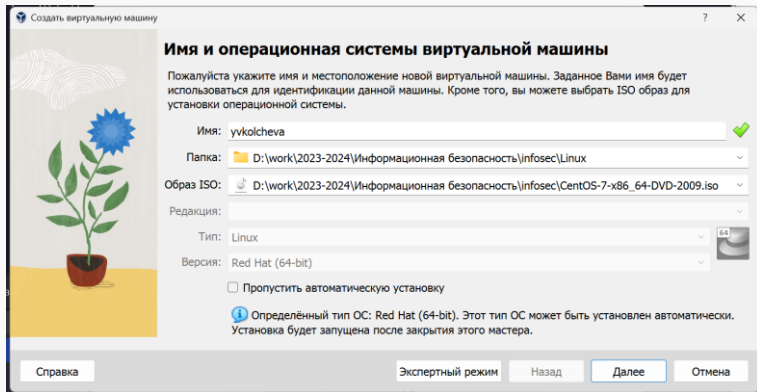 Создать виртуальную машину
?
Имя и операционная системы виртуальной машины
Пожалуйста укажите имя и местоположение новой виртуальной машины. Заданное Вами имя будет
использоваться для идентификации данной машины. Кроме того, вы можете выбрать ISO образ для
установки операционной системы.
Имя: yvkolcheva
Папка: D:\work\2023-2024\Информационная безопасность\infosec\Linux
Образ ISO: D:\work\2023-2024\Информационная безопасность\infosec\CentOS-7-x86_64-DVD-2009.iso
Редакция:
Тип: Linux
64
Версия: Red Hat (64-bit)
Пропустить автоматическую установку
Определённый тип ОС: Red Hat (64-bit). Этот тип ОС может быть установлен автоматически.
Установка будет запущена после закрытия этого мастера.
Справка Экспертный режим Назад Далее Отмена